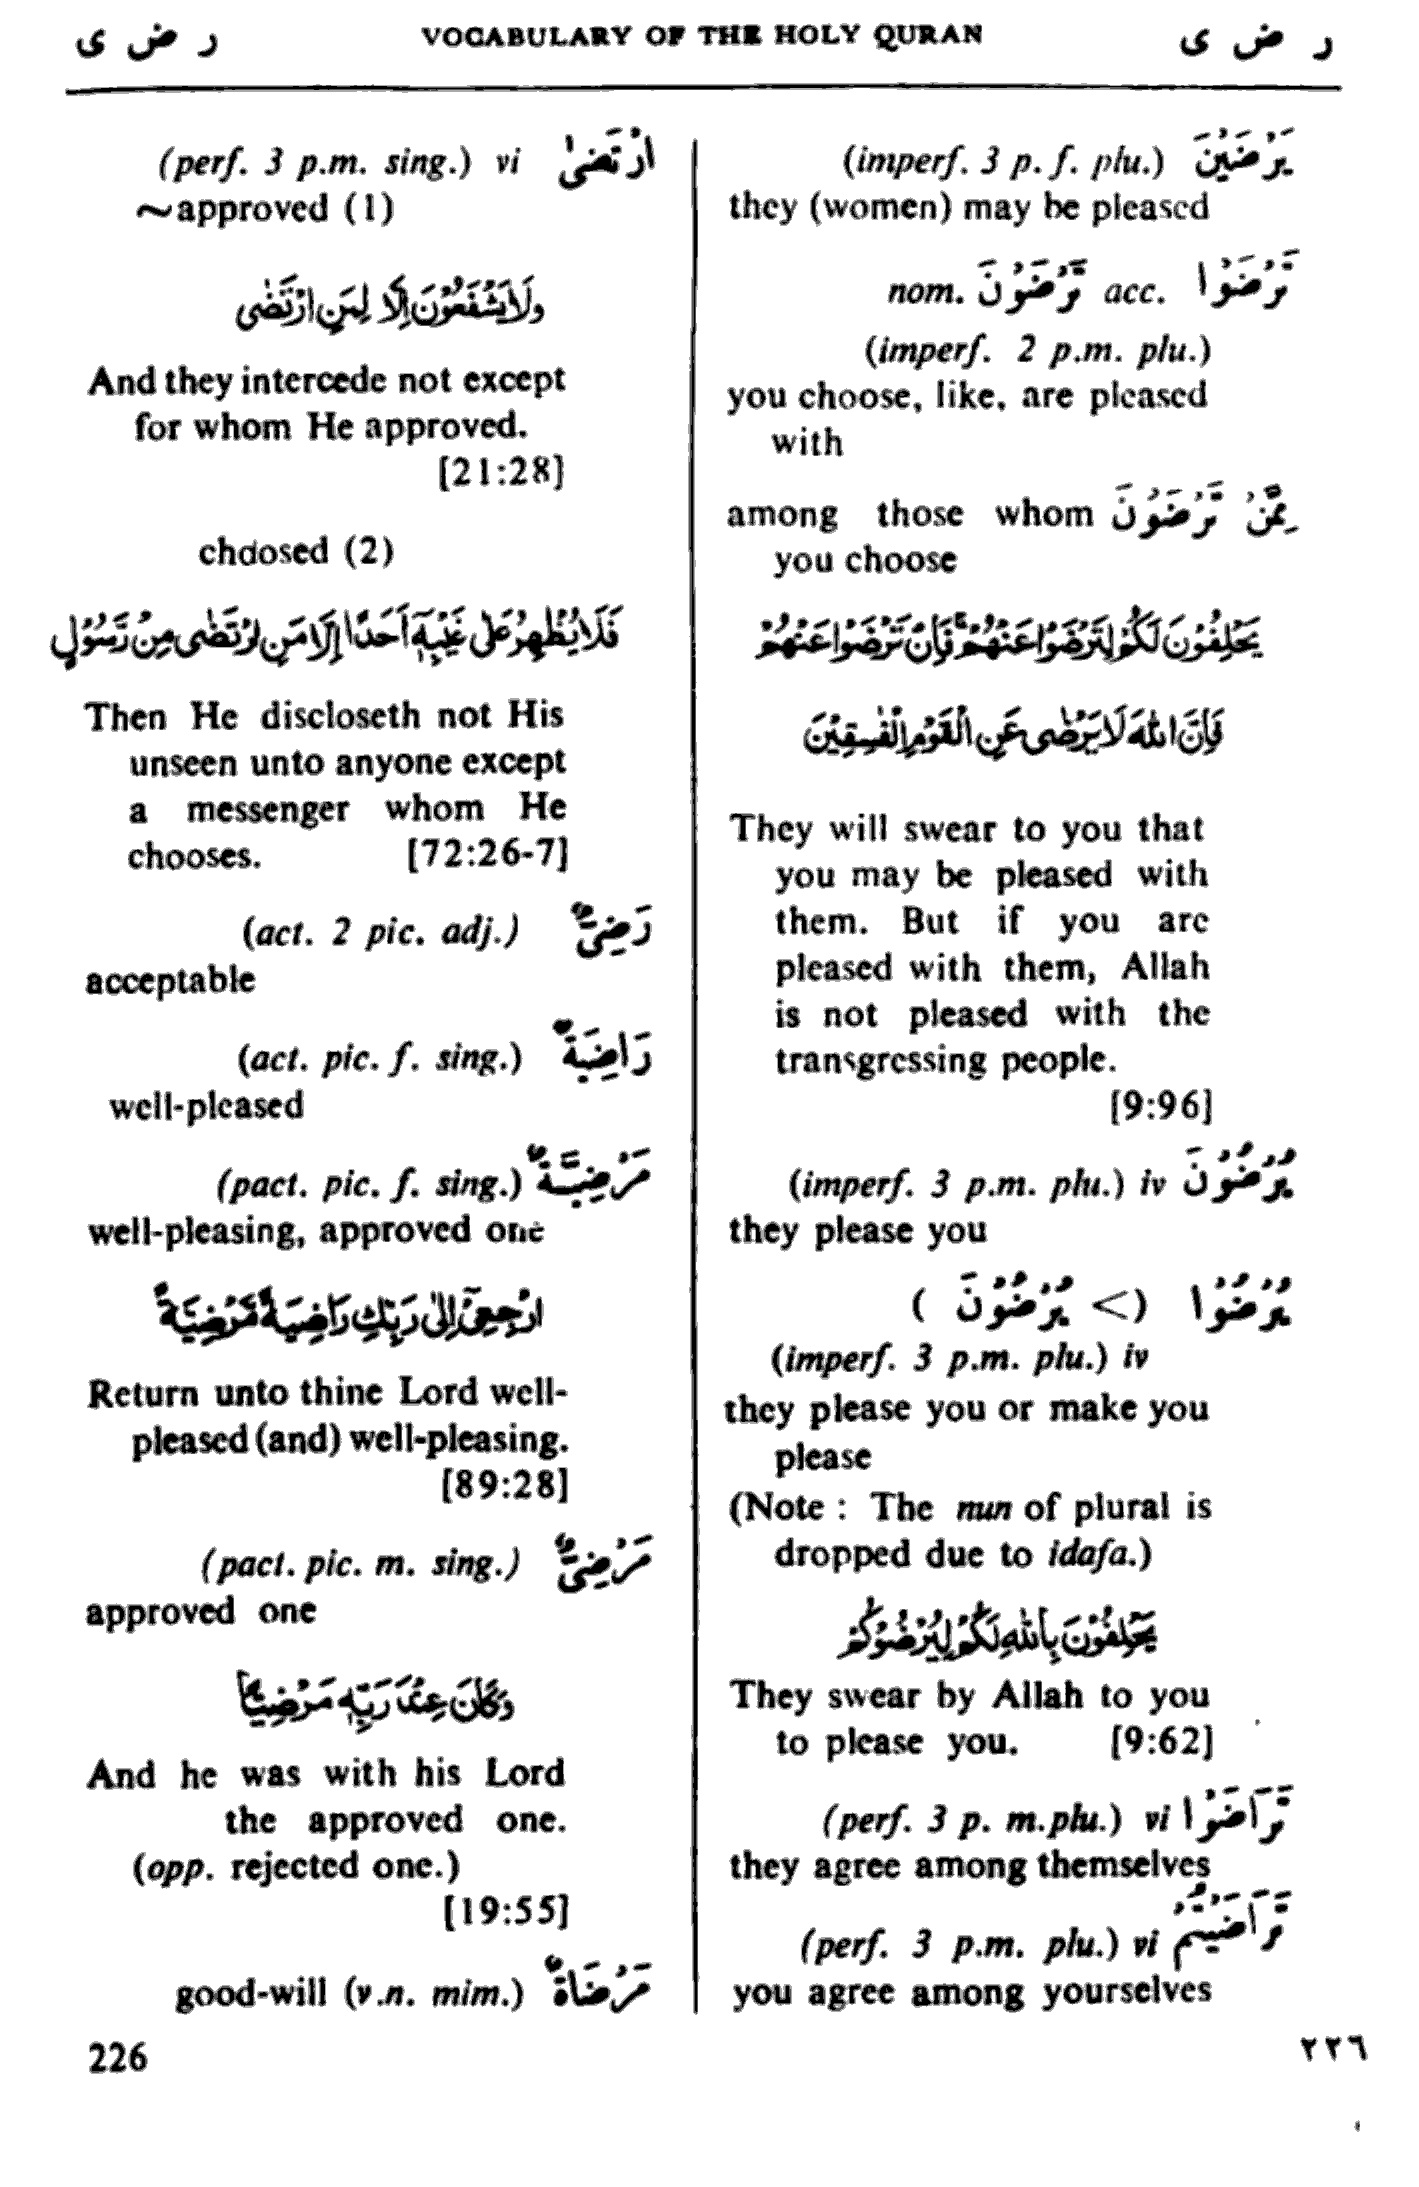 ر ض ى VOCABULARY OF THE HOLY QURAN ر ض ى
يَرْضَيْنَ (imperf. 3 p. f. plu.)
they (women) may be pleased
تَرْضَوْا acc. تَرْضَوْنَ nom.
(imperf. 2 p.m. plu.)
you choose, like, are pleased
with
مِمَّنْ تَرْضَوْنَ among those whom
you choose
يَحْلِفُوْنَ لَكُمْ لِتَرْضَوْا عَنْهُمْ ۚ فَاِنْ تَرْضَوْا عَنْهُمْ
فَاِنَّ اللّٰهَ لَا يَرْضٰى عَنِ الْقَوْمِ الْفٰسِقِيْنَ
They will swear to you that
you may be pleased with
them. But if you are
pleased with them, Allah
is not pleased with the
transgressing people.
[9:96]
يُرْضُوْنَ (imperf. 3 p.m. plu.) iv
they please you
يُرْضُوْا (> يُرْضُوْنَ )
(imperf. 3 p.m. plu.) iv
they please you or make you
please
(Note : The nun of plural is
dropped due to idafa.)
يَحْلِفُوْنَ بِاللّٰهِ لَكُمْ لِيُرْضُوْكُمْ
They swear by Allah to you
to please you. [9:62]
تَرَاضَوْا (perf. 3 p. m.plu.) vi
they agree among themselves
تَرَاضَيْتُمْ (perf. 3 p.m. plu.) vi
you agree among yourselves
ارْتَضٰى (perf. 3 p.m. sing.) vi
~approved (1)
وَلَا يَشْفَعُوْنَ اِلَّا لِمَنِ ارْتَضٰى
And they intercede not except
for whom He approved.
[21:28]
choosed (2)
فَلَا يُظْهِرُ عَلٰى غَيْبِهٖٓ اَحَدًا اِلَّا مَنِ ارْتَضٰى مِنْ رَّسُوْلٍ
Then He discloseth not His
unseen unto anyone except
a messenger whom He
chooses. [72:26-7]
رَضِىٌّ (act. 2 pic. adj.)
acceptable
رَاضِيَةٌ (act. pic. f. sing.)
well-pleased
مَرْضِيَّةٌ (pact. pic. f. sing.)
well-pleasing, approved one
ارْجِعِىْٓ اِلٰى رَبِّكِ رَاضِيَةً مَّرْضِيَّةً
Return unto thine Lord well-
pleased (and) well-pleasing.
[89:28]
مَرْضِىٌّ (pact. pic. m. sing.)
approved one
وَكَانَ عِنْدَ رَبِّهٖ مَرْضِيًّا
And he was with his Lord
the approved one.
(opp. rejected one.)
[19:55]
مَرْضَاةٌ good-will (v.n. mim.)
226 ٢٢٦